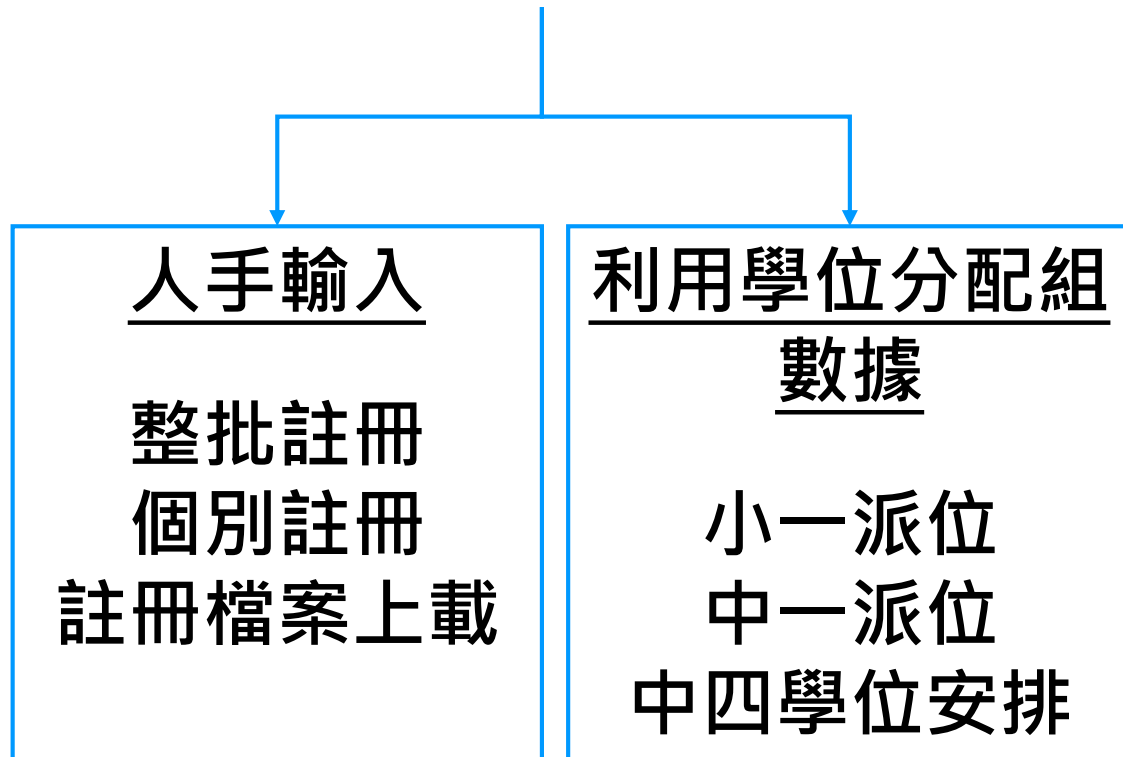 人手輸入
整批註冊
個別註冊
註冊檔案上載
利用學位分配組
數據
小一派位
中一派位
中四學位安排